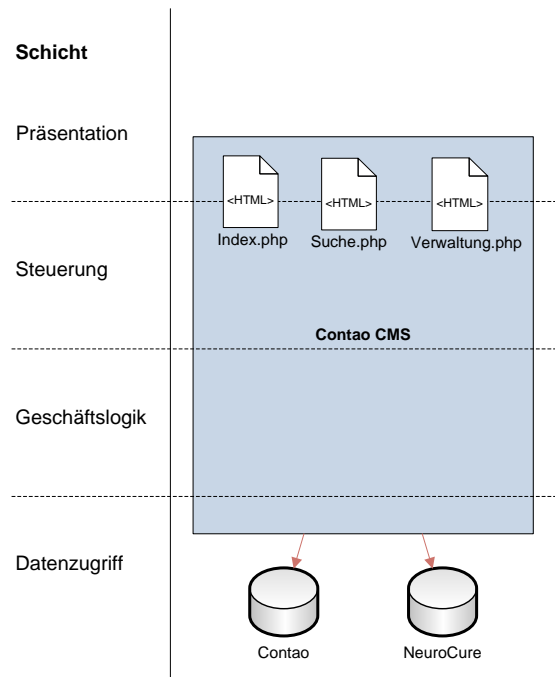 Schicht
Präsentation
<HTML> <HTML> <HTML>
Index.php Suche.php Verwaltung.php
Steuerung
Contao CMS
Geschäftslogik
Datenzugriff
Contao NeuroCure